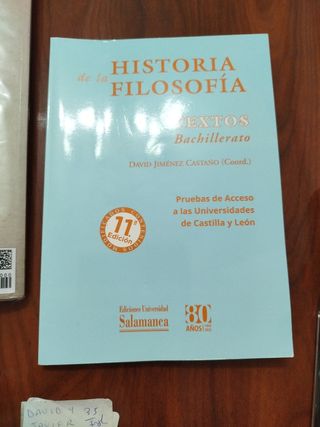 HISTORIA
de la FILOSOFÍA
TEXTOS
Bachillerato
DAVID JIMÉNEZ CASTAÑO (Coord.)
Pruebas de Acceso
a las Universidades
de Castilla y León
11ª
Edición
Ediciones Universidad
Salamanca
80
AÑOS
DAVID Y
JAVIER